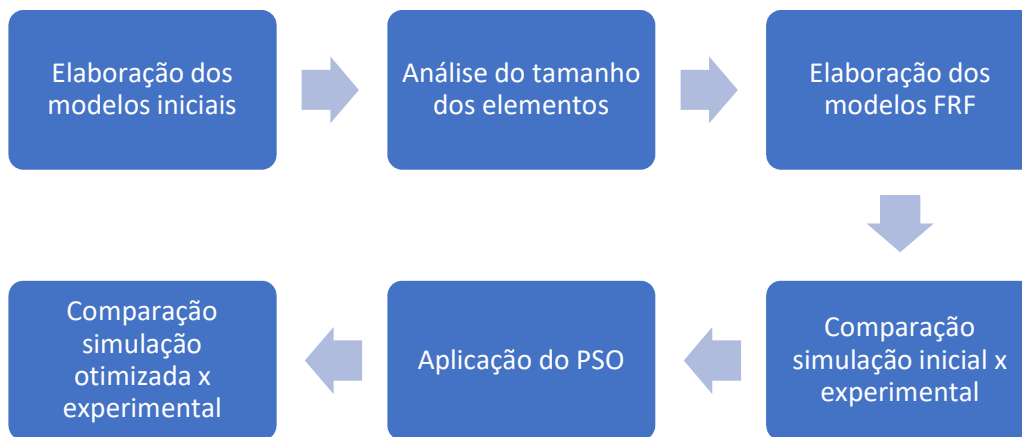 Elaboração dos
modelos iniciais
Análise do tamanho
dos elementos
Elaboração dos
modelos FRF
Comparação
simulação inicial x
experimental
Aplicação do PSO
Comparação
simulação
otimizada x
experimental